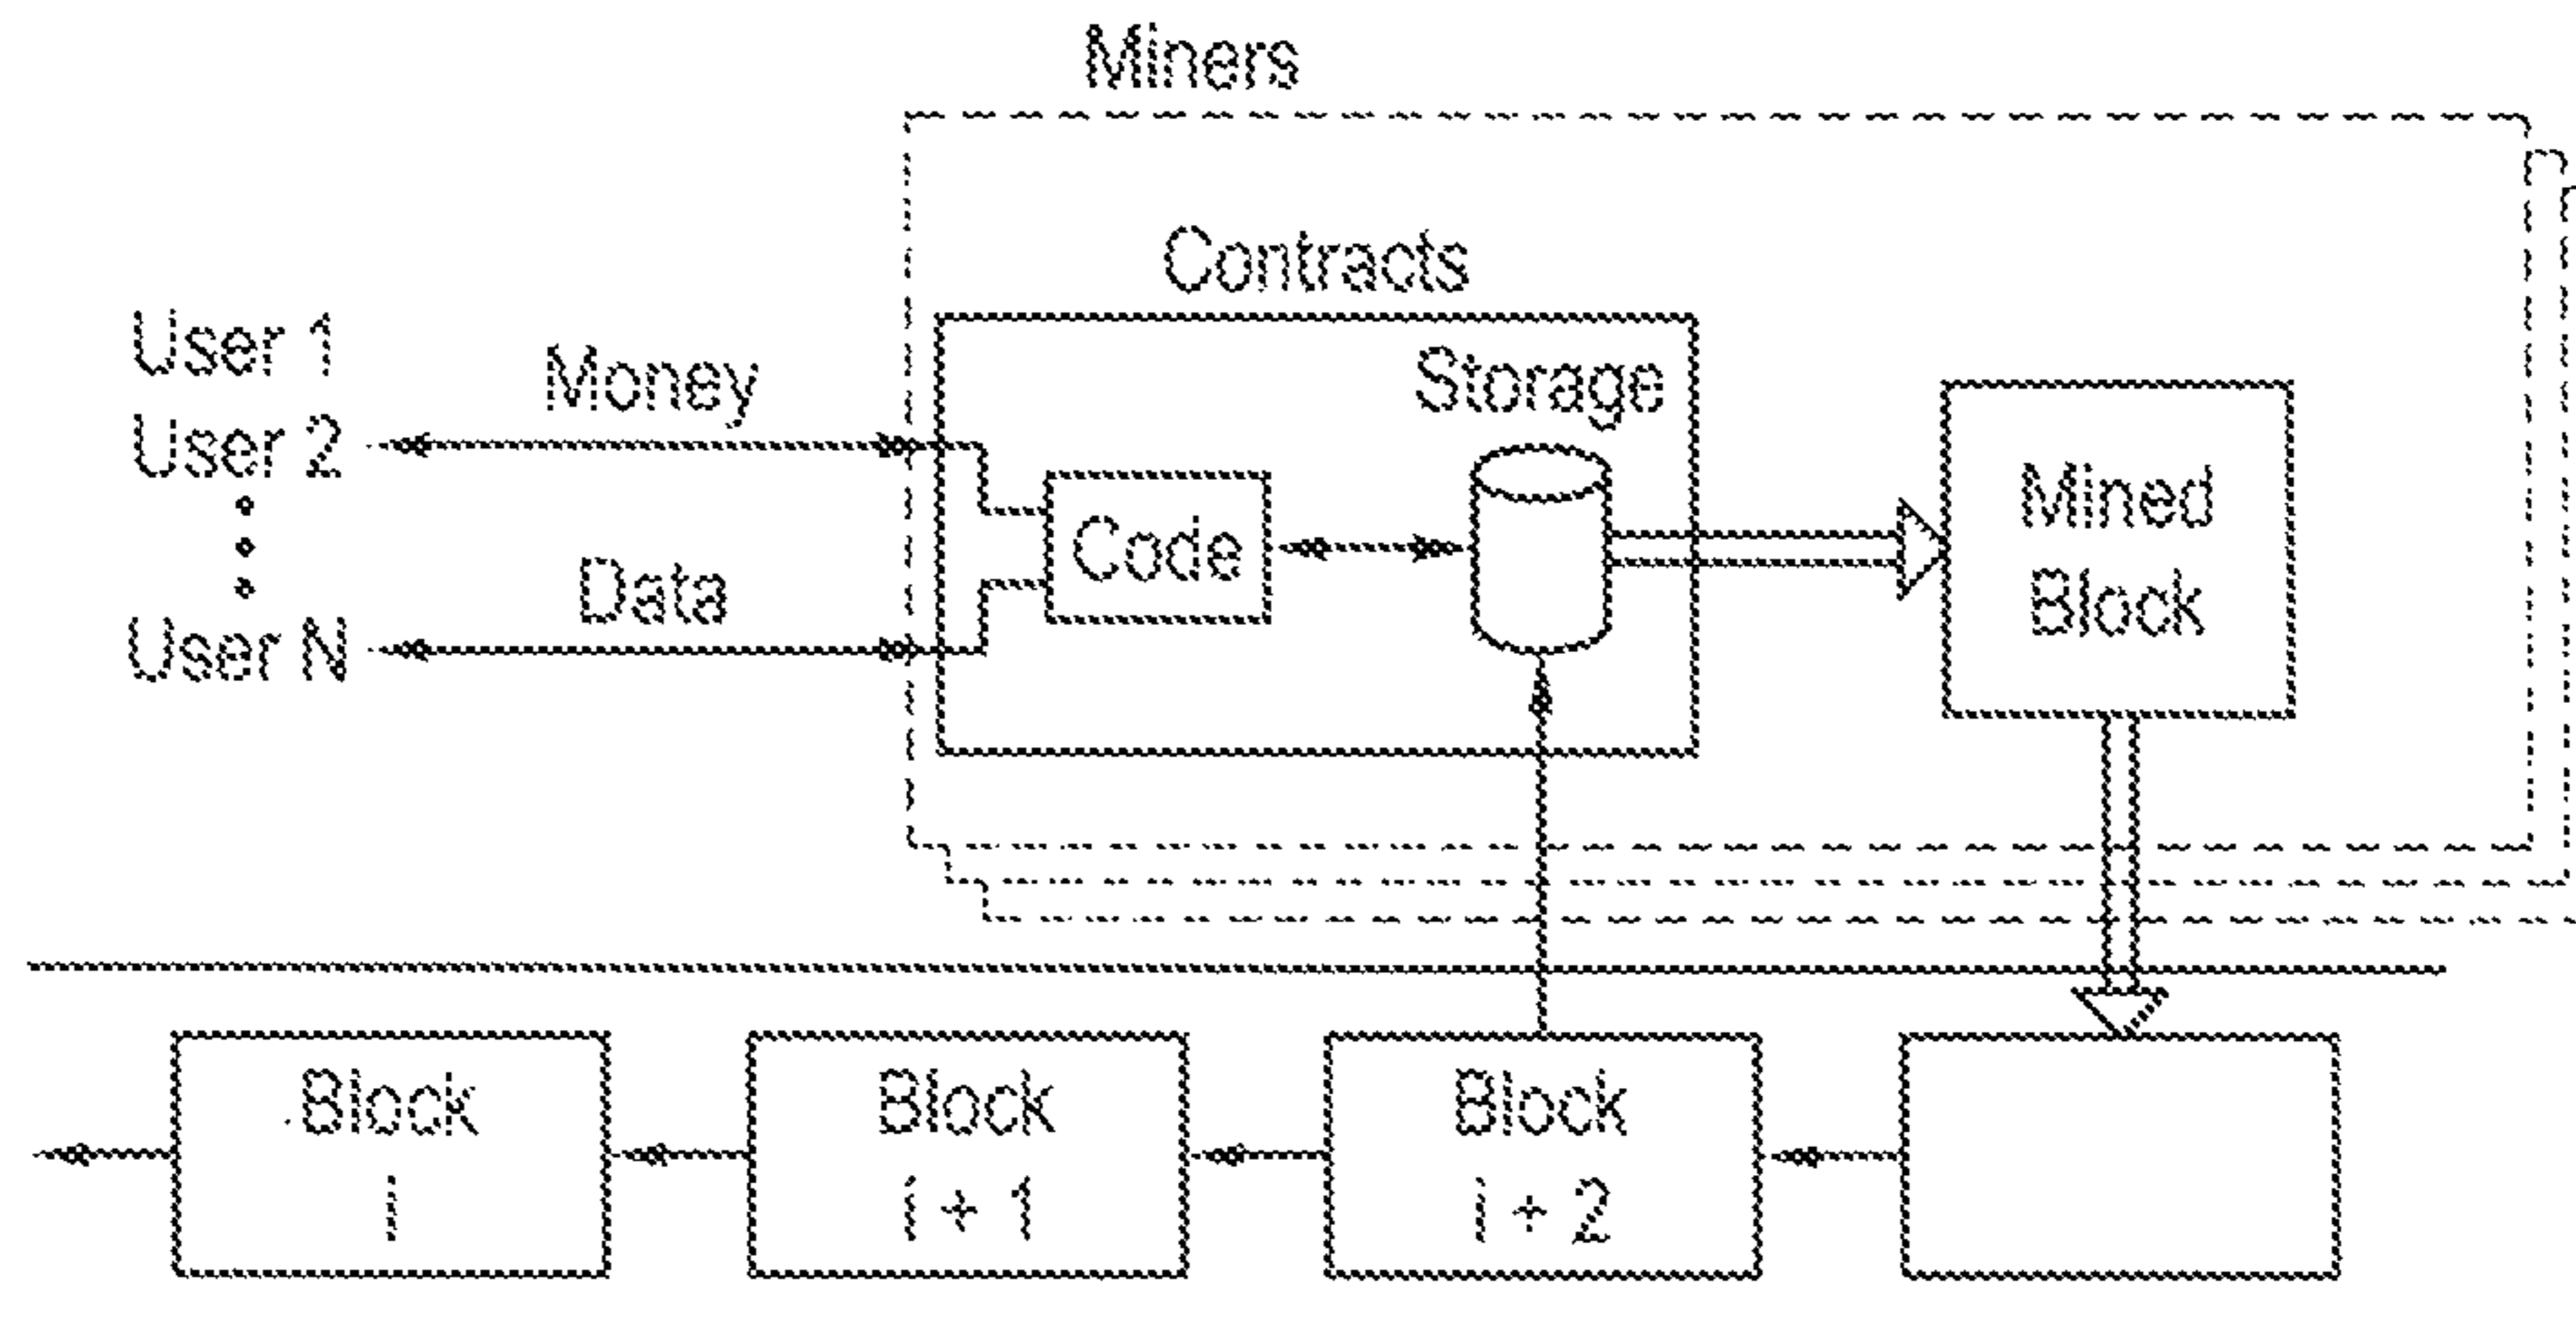 Miners
Contracts
User 1
User 2
User N
Money
Data
Storage
Code
Mined
Block
Block
i
Block
i + 1
Block
i + 2